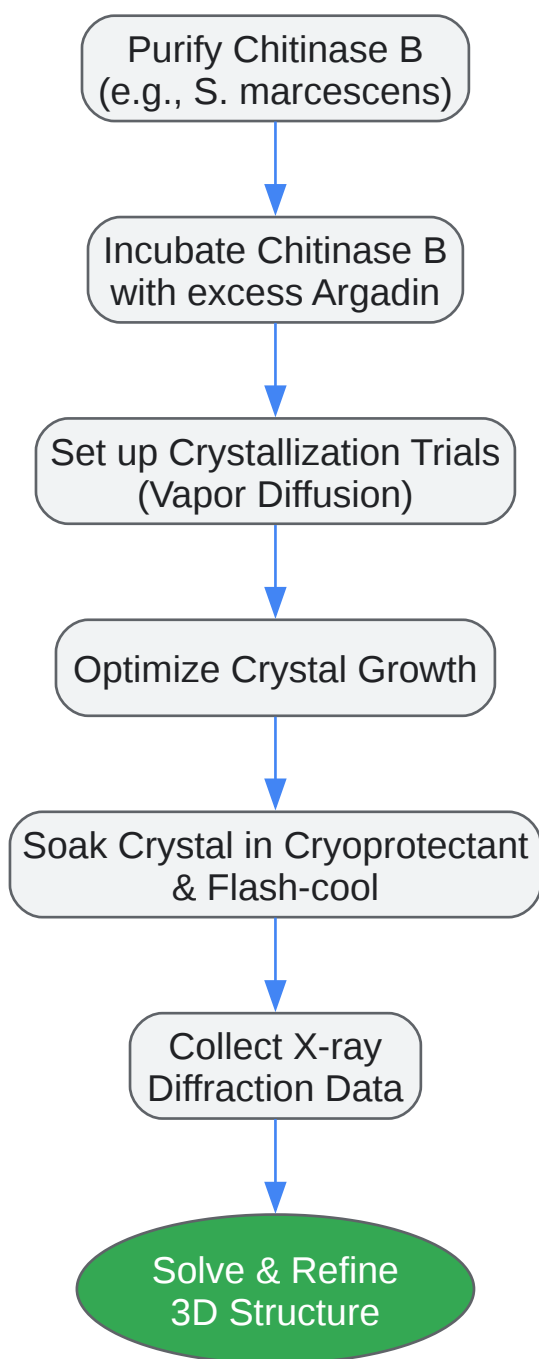 Purify Chitinase B
(e.g., S. marcescens)
Incubate Chitinase B
with excess Argadin
Set up Crystallization Trials
(Vapor Diffusion)
Optimize Crystal Growth
Soak Crystal in Cryoprotectant
& Flash-cool
Collect X-ray
Diffraction Data
Solve & Refine
3D Structure